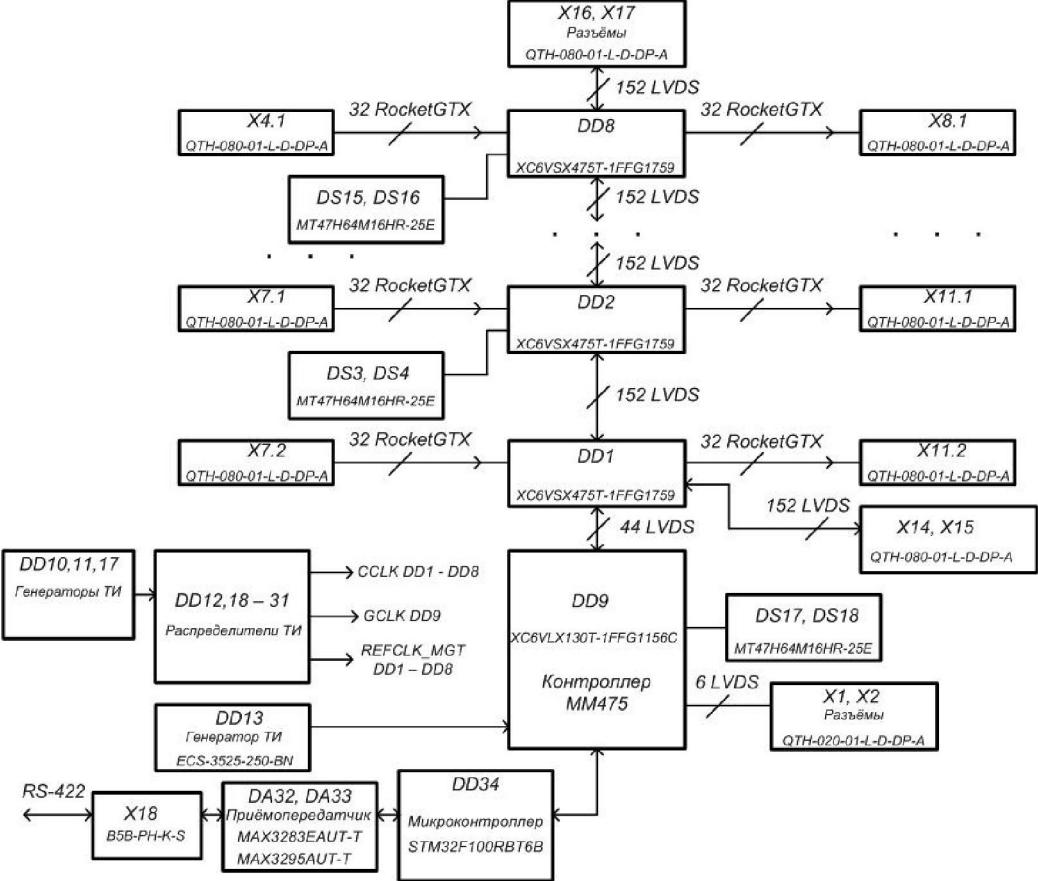 X16, X17
Разъёмы
QTH-080-01-L-D-DP-A
152 LVDS
X4.1
QTH-080-01-L-D-DP-A
32 RocketGTX
DD8
XC6VSX475T-1FFG1759
32 RocketGTX
X8.1
QTH-080-01-L-D-DP-A
DS15, DS16
MT47H64M16HR-25E
152 LVDS
. . .
. . .
. . .
152 LVDS
X7.1
QTH-080-01-L-D-DP-A
32 RocketGTX
DD2
XC6VSX475T-1FFG1759
32 RocketGTX
X11.1
QTH-080-01-L-D-DP-A
DS3, DS4
MT47H64M16HR-25E
152 LVDS
X7.2
QTH-080-01-L-D-DP-A
32 RocketGTX
DD1
XC6VSX475T-1FFG1759
32 RocketGTX
X11.2
QTH-080-01-L-D-DP-A
44 LVDS
152 LVDS
X14, X15
QTH-080-01-L-D-DP-A
DD10,11,17
Генераторы ТИ
DD12,18 – 31
Распределители ТИ
CCLK DD1 - DD8
GCLK DD9
REFCLK_MGT
DD1 – DD8
DD9
XC6VLX130T-1FFG1156C
Контроллер
MM475
DS17, DS18
MT47H64M16HR-25E
6 LVDS
X1, X2
Разъёмы
QTH-020-01-L-D-DP-A
DD13
Генератор ТИ
ECS-3525-250-BN
RS-422
X18
B5B-PH-K-S
DA32, DA33
Приёмопередатчик
MAX3283EAUT-T
MAX3295AUT-T
DD34
Микроконтроллер
STM32F100RBT6B